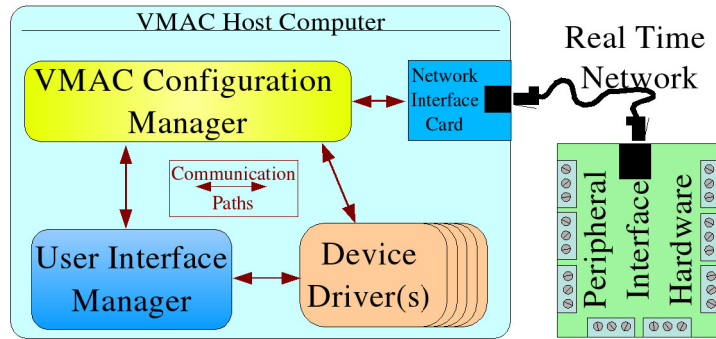 VMAC Host Computer
VMAC Configuration
Manager
Network
Interface
Card
Real Time
Network
Communication
Paths
User Interface
Manager
Device
Driver(s)
Peripheral
Interface
Hardware